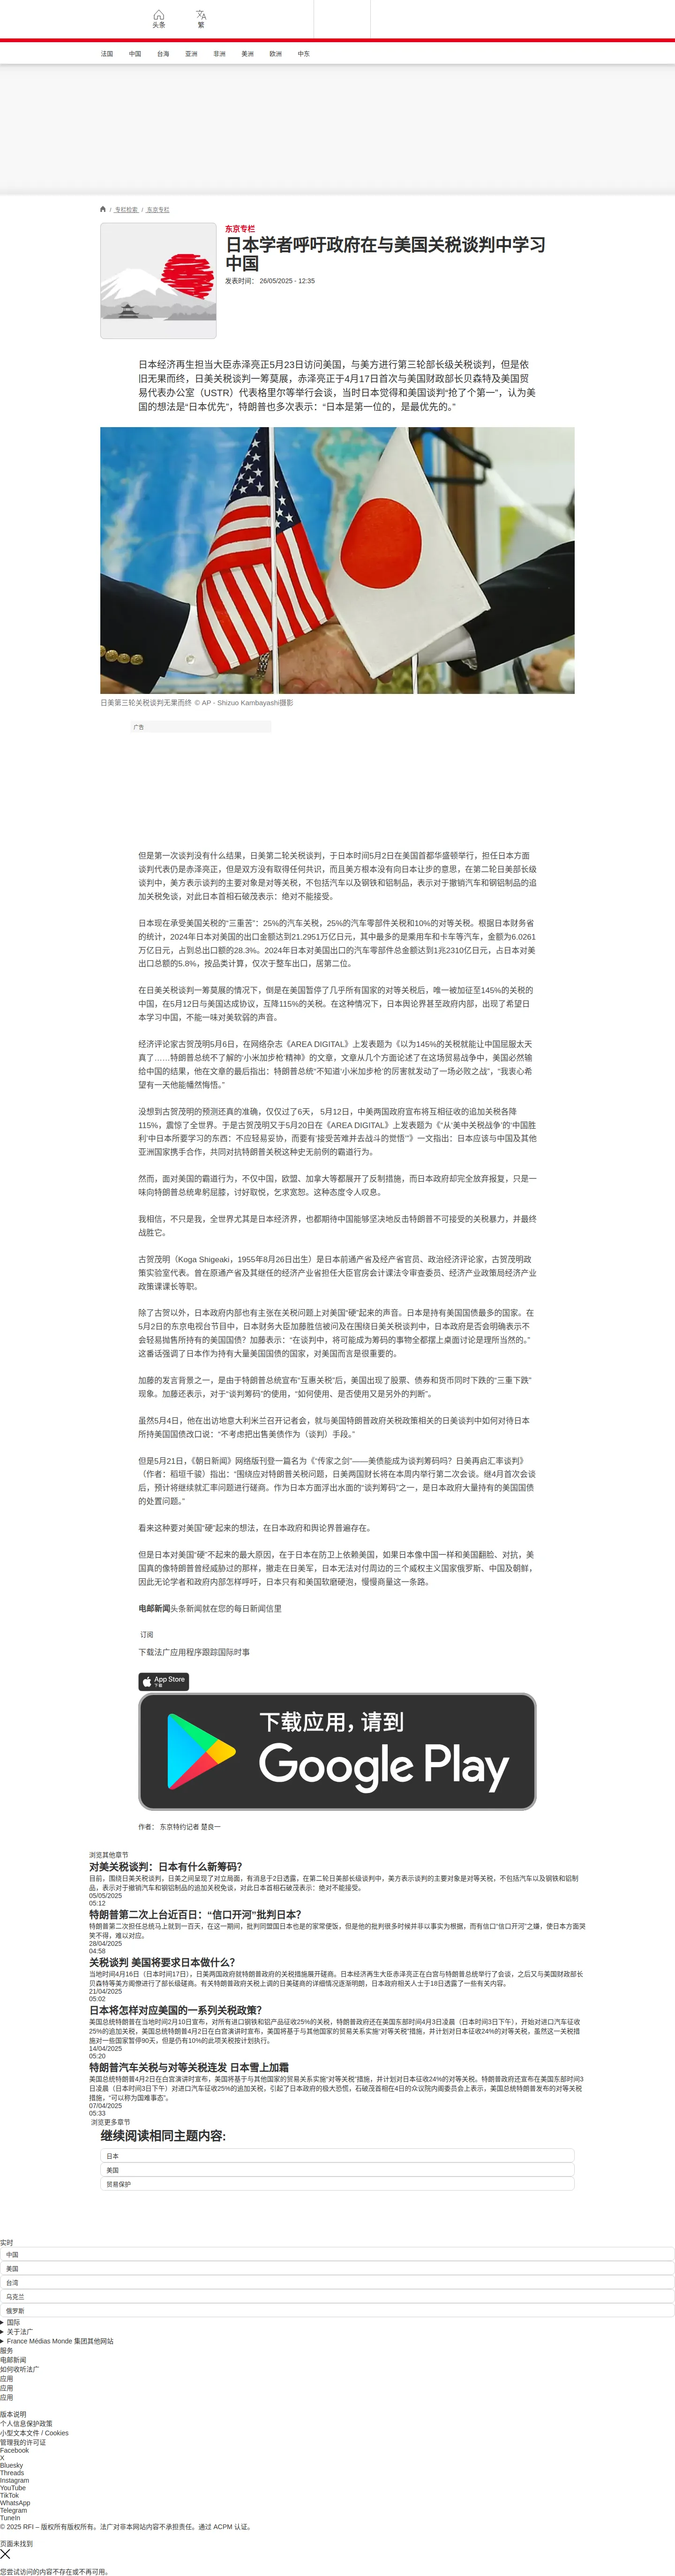 头条
繁
法国 中国 台海 亚洲 非洲 美洲 欧洲 中东
/ 专栏检索 / 东京专栏
东京专栏
日本学者呼吁政府在与美国关税谈判中学习
中国
发表时间： 26/05/2025 - 12:35
日本经济再生担当大臣赤泽亮正5月23日访问美国，与美方进行第三轮部长级关税谈判，但是依
旧无果而终，日美关税谈判一筹莫展，赤泽亮正于4月17日首次与美国财政部长贝森特及美国贸
易代表办公室（USTR）代表格里尔等举行会谈，当时日本觉得和美国谈判“抢了个第一”，认为美
国的想法是“日本优先”，特朗普也多次表示：“日本是第一位的，是最优先的。”
日美第三轮关税谈判无果而终 © AP - Shizuo Kambayashi摄影
广告
但是第一次谈判没有什么结果，日美第二轮关税谈判，于日本时间5月2日在美国首都华盛顿举行，担任日本方面
谈判代表仍是赤泽亮正，但是双方没有取得任何共识，而且美方根本没有向日本让步的意思，在第二轮日美部长级
谈判中，美方表示谈判的主要对象是对等关税，不包括汽车以及钢铁和铝制品，表示对于撤销汽车和钢铝制品的追
加关税免谈，对此日本首相石破茂表示：绝对不能接受。
日本现在承受美国关税的“三重苦”：25%的汽车关税，25%的汽车零部件关税和10%的对等关税。根据日本财务省
的统计，2024年日本对美国的出口金额达到21.2951万亿日元，其中最多的是乘用车和卡车等汽车，金额为6.0261
万亿日元，占到总出口额的28.3%。2024年日本对美国出口的汽车零部件总金额达到1兆2310亿日元，占日本对美
出口总额的5.8%，按品类计算，仅次于整车出口，居第二位。
在日美关税谈判一筹莫展的情况下，倒是在美国暂停了几乎所有国家的对等关税后，唯一被加征至145%的关税的
中国，在5月12日与美国达成协议，互降115%的关税。在这种情况下，日本舆论界甚至政府内部，出现了希望日
本学习中国，不能一味对美软弱的声音。
经济评论家古贺茂明5月6日，在网络杂志《AREA DIGITAL》上发表题为《以为145%的关税就能让中国屈服太天
真了……特朗普总统不了解的‘小米加步枪’精神》的文章，文章从几个方面论述了在这场贸易战争中，美国必然输
给中国的结果，他在文章的最后指出：特朗普总统“不知道‘小米加步枪’的厉害就发动了一场必败之战”，“我衷心希
望有一天他能幡然悔悟。”
没想到古贺茂明的预测还真的准确，仅仅过了6天， 5月12日，中美两国政府宣布将互相征收的追加关税各降
115%，震惊了全世界。于是古贺茂明又于5月20日在《AREA DIGITAL》上发表题为《“从‘美中关税战争’的‘中国胜
利’中日本所要学习的东西：不应轻易妥协，而要有‘接受苦难并去战斗的觉悟’”》一文指出：日本应该与中国及其他
亚洲国家携手合作，共同对抗特朗普关税这种史无前例的霸道行为。
然而，面对美国的霸道行为，不仅中国，欧盟、加拿大等都展开了反制措施，而日本政府却完全放弃报复，只是一
味向特朗普总统卑躬屈膝，讨好取悦，乞求宽恕。这种态度令人叹息。
我相信，不只是我，全世界尤其是日本经济界，也都期待中国能够坚决地反击特朗普不可接受的关税暴力，并最终
战胜它。
古贺茂明（Koga Shigeaki，1955年8月26日出生）是日本前通产省及经产省官员、政治经济评论家，古贺茂明政
策实验室代表。曾在原通产省及其继任的经济产业省担任大臣官房会计课法令审查委员、经济产业政策局经济产业
政策课课长等职。
除了古贺以外，日本政府内部也有主张在关税问题上对美国“硬”起来的声音。日本是持有美国国债最多的国家。在
5月2日的东京电视台节目中，日本财务大臣加藤胜信被问及在围绕日美关税谈判中，日本政府是否会明确表示不
会轻易抛售所持有的美国国债？加藤表示：“在谈判中，将可能成为筹码的事物全都摆上桌面讨论是理所当然的。”
这番话强调了日本作为持有大量美国国债的国家，对美国而言是很重要的。
加藤的发言背景之一，是由于特朗普总统宣布“互惠关税”后，美国出现了股票、债券和货币同时下跌的“三重下跌”
现象。加藤还表示，对于“谈判筹码”的使用，“如何使用、是否使用又是另外的判断”。
虽然5月4日，他在出访地意大利米兰召开记者会，就与美国特朗普政府关税政策相关的日美谈判中如何对待日本
所持美国国债改口说：“不考虑把出售美债作为（谈判）手段。”
但是5月21日，《朝日新闻》网络版刊登一篇名为《“传家之剑”——美债能成为谈判筹码吗？日美再启汇率谈判》
（作者：稻垣千骏）指出：“围绕应对特朗普关税问题，日美两国财长将在本周内举行第二次会谈。继4月首次会谈
后，预计将继续就汇率问题进行磋商。作为日本方面浮出水面的“谈判筹码”之一，是日本政府大量持有的美国国债
的处置问题。”
看来这种要对美国“硬”起来的想法，在日本政府和舆论界普遍存在。
但是日本对美国“硬”不起来的最大原因，在于日本在防卫上依赖美国，如果日本像中国一样和美国翻脸、对抗，美
国真的像特朗普曾经威胁过的那样，撤走在日美军，日本无法对付周边的三个威权主义国家俄罗斯、中国及朝鲜，
因此无论学者和政府内部怎样呼吁，日本只有和美国软磨硬泡，慢慢商量这一条路。
电邮新闻头条新闻就在您的每日新闻信里
订阅
下载法广应用程序跟踪国际时事
App Store
下载
下载应用，请到
Google Play
作者： 东京特约记者 楚良一
浏览其他章节
对美关税谈判：日本有什么新筹码？
目前，围绕日美关税谈判，日美之间呈现了对立局面，有消息于2日透露，在第二轮日美部长级谈判中，美方表示谈判的主要对象是对等关税，不包括汽车以及钢铁和铝制
品，表示对于撤销汽车和钢铝制品的追加关税免谈，对此日本首相石破茂表示：绝对不能接受。
05/05/2025
05:12
特朗普第二次上台近百日：“信口开河”批判日本？
特朗普第二次担任总统马上就到一百天，在这一期间，批判同盟国日本也是的家常便饭，但是他的批判很多时候并非以事实为根据，而有信口“信口开河”之嫌，使日本方面哭
笑不得，难以对应。
28/04/2025
04:58
关税谈判 美国将要求日本做什么？
当地时间4月16日（日本时间17日），日美两国政府就特朗普政府的关税措施展开磋商。日本经济再生大臣赤泽亮正在白宫与特朗普总统举行了会谈，之后又与美国财政部长
贝森特等美方阁僚进行了部长级磋商。有关特朗普政府关税上调的日美磋商的详细情况逐渐明朗，日本政府相关人士于18日透露了一些有关内容。
21/04/2025
05:02
日本将怎样对应美国的一系列关税政策？
美国总统特朗普在当地时间2月10日宣布，对所有进口钢铁和铝产品征收25%的关税，特朗普政府还在美国东部时间4月3日凌晨（日本时间3日下午），开始对进口汽车征收
25%的追加关税，美国总统特朗普4月2日在白宫演讲时宣布，美国将基于与其他国家的贸易关系实施“对等关税”措施，并计划对日本征收24%的对等关税，虽然这一关税措
施对一些国家暂停90天，但是仍有10%的此项关税按计划执行。
14/04/2025
05:20
特朗普汽车关税与对等关税连发 日本雪上加霜
美国总统特朗普4月2日在白宫演讲时宣布，美国将基于与其他国家的贸易关系实施“对等关税”措施，并计划对日本征收24%的对等关税。特朗普政府还宣布在美国东部时间3
日凌晨（日本时间3日下午）对进口汽车征收25%的追加关税，引起了日本政府的极大恐慌，石破茂首相在4日的众议院内阁委员会上表示，美国总统特朗普发布的对等关税
措施，“可以称为国难事态”。
07/04/2025
05:33
浏览更多章节
继续阅读相同主题内容:
日本
美国
贸易保护
实时
中国
美国
台湾
乌克兰
俄罗斯
国际
关于法广
France Médias Monde 集团其他网站
服务
电邮新闻
如何收听法广
应用
应用
应用
版本说明
个人信息保护政策
小型文本文件 / Cookies
管理我的许可证
Facebook
X
Bluesky
Threads
Instagram
YouTube
TikTok
WhatsApp
Telegram
TuneIn
© 2025 RFI – 版权所有版权所有。法广对非本网站内容不承担责任。通过 ACPM 认证。
页面未找到
您尝试访问的内容不存在或不再可用。